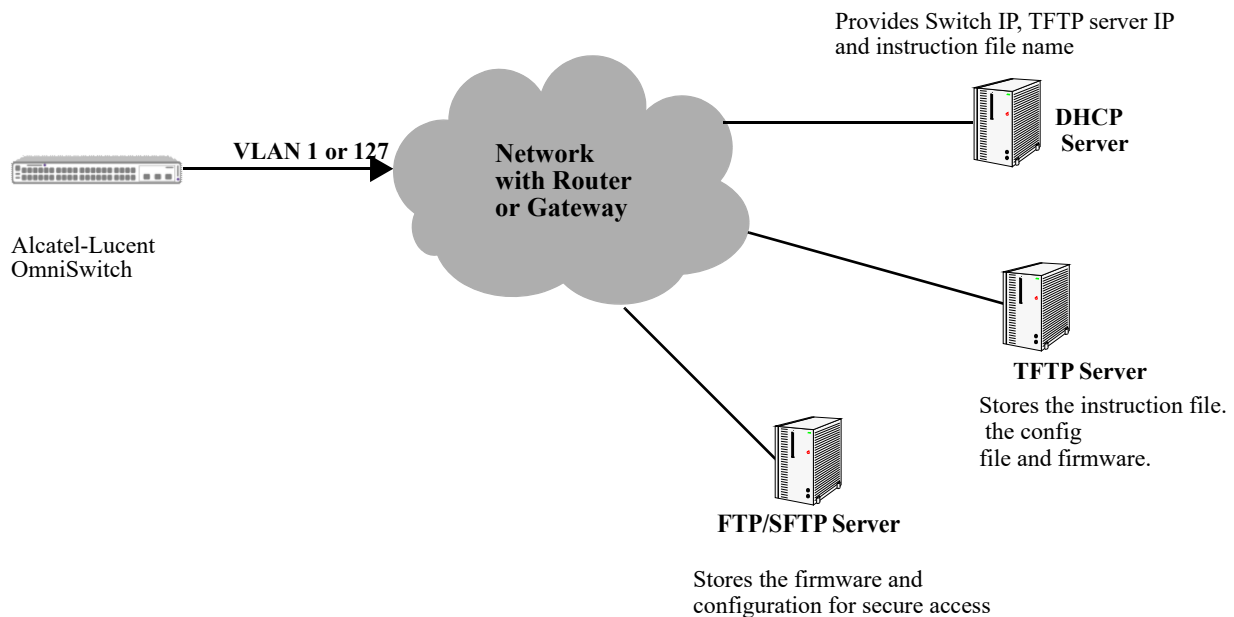 Provides Switch IP, TFTP server IP
and instruction file name
DHCP
Server
VLAN 1 or 127
Network
with Router
or Gateway
Alcatel-Lucent
OmniSwitch
TFTP Server
Stores the instruction file.
the config
file and firmware.
FTP/SFTP Server
Stores the firmware and
configuration for secure access